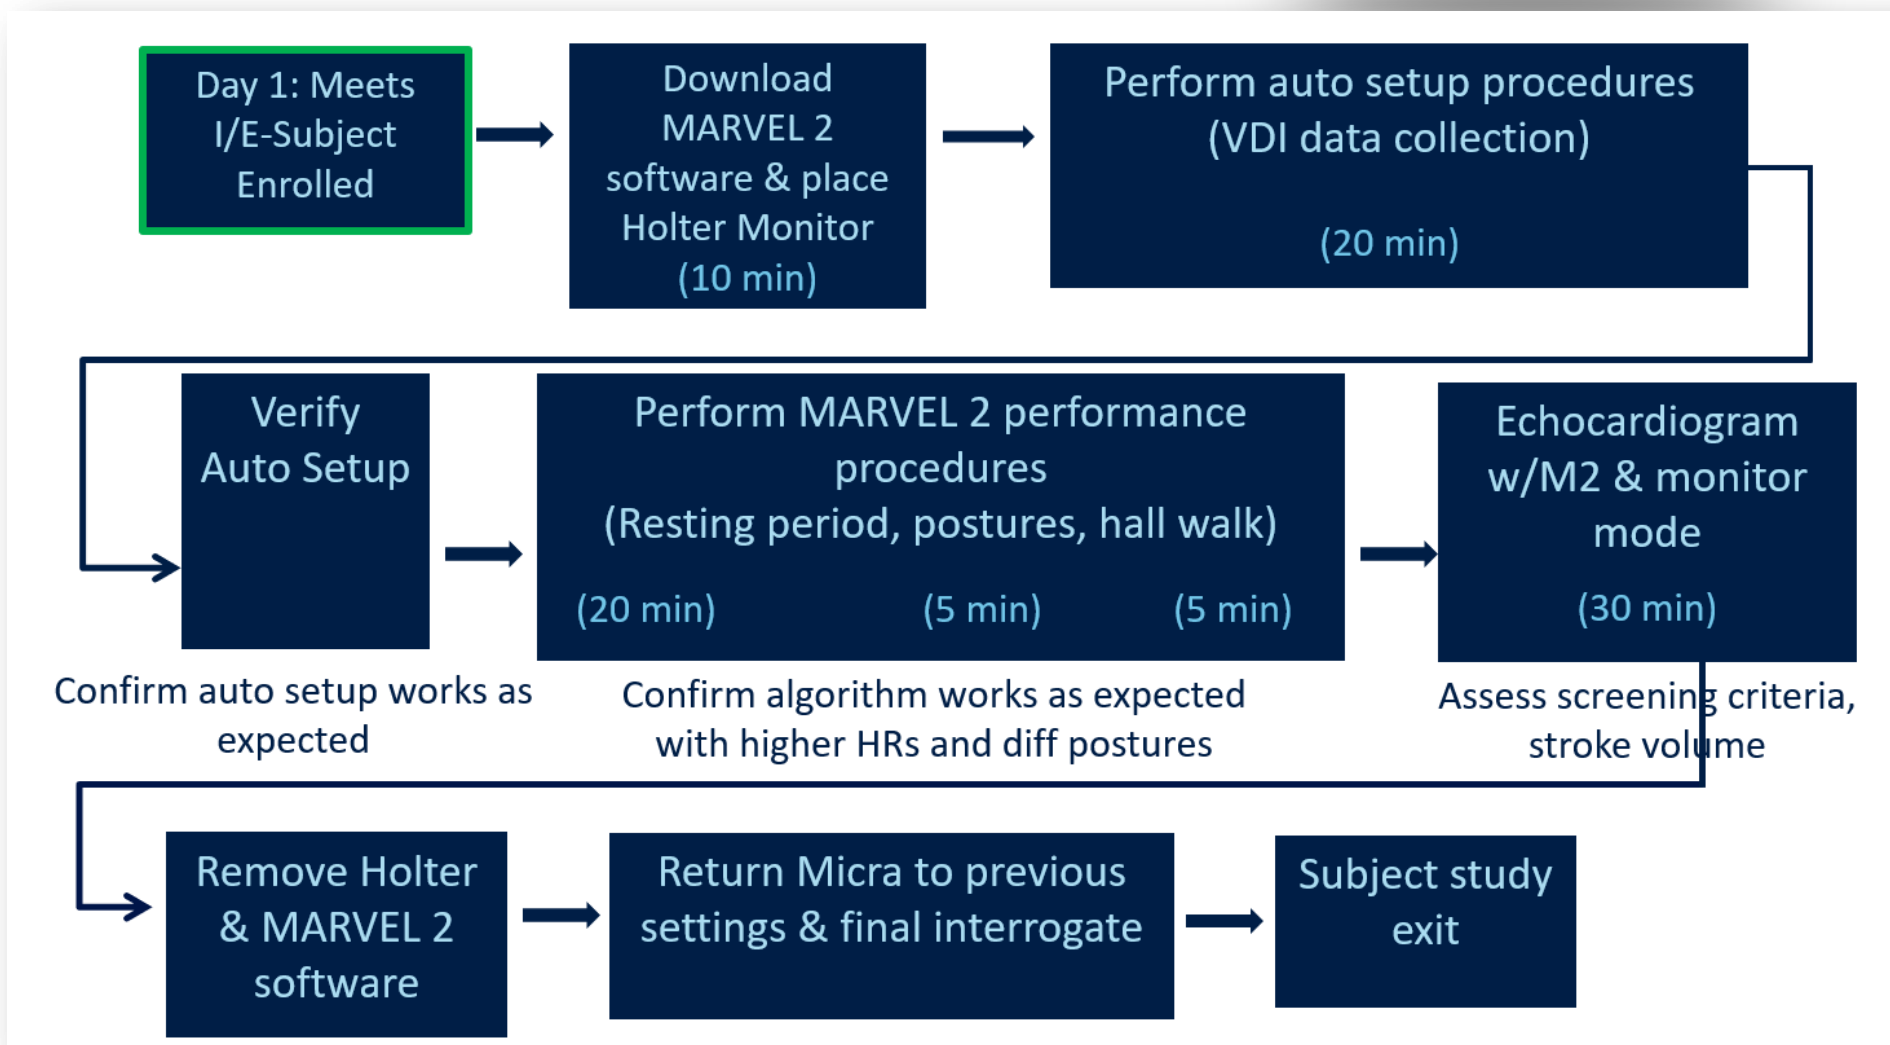 Day 1: Meets
I/E-Subject
Enrolled
Download
MARVEL 2
software & place
Holter Monitor
(10 min)
Perform auto setup procedures
(VDI data collection)
(20 min)
Verify
Auto Setup
Confirm auto setup works as
expected
Perform MARVEL 2 performance
procedures
(Resting period, postures, hall walk)
(20 min) (5 min) (5 min)
Confirm algorithm works as expected
with higher HRs and diff postures
Echocardiogram
w/M2 & monitor
mode
(30 min)
Assess screening criteria,
stroke volume
Remove Holter
& MARVEL 2
software
Return Micra to previous
settings & final interrogate
Subject study
exit